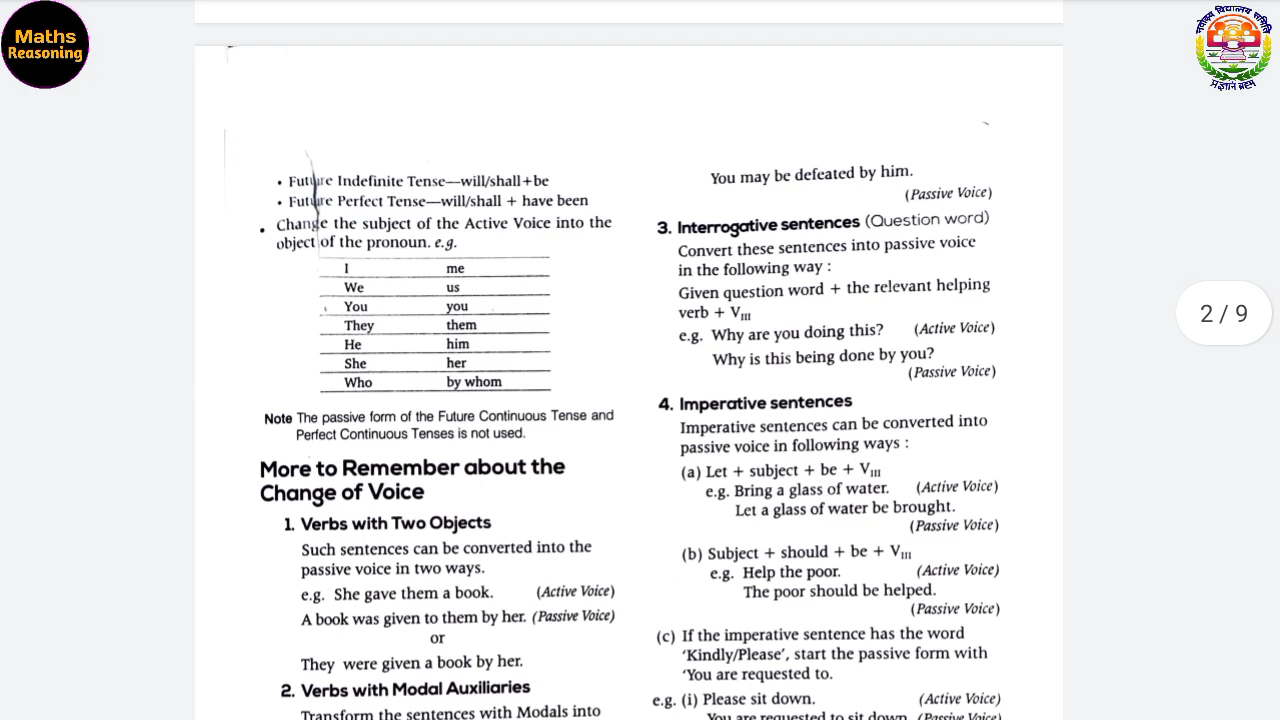 Maths
Reasoning
नवोदय विद्यालय समिति
प्रज्ञानं ब्रह्म
2 / 9
• Future Indefinite Tense—will/shall+be
• Future Perfect Tense—will/shall + have been
• Change the subject of the Active Voice into the
object of the pronoun. e.g.
I me
We us
You you
They them
He him
She her
Who by whom
Note The passive form of the Future Continuous Tense and
Perfect Continuous Tenses is not used.
More to Remember about the
Change of Voice
1. Verbs with Two Objects
Such sentences can be converted into the
passive voice in two ways.
e.g. She gave them a book. (Active Voice)
A book was given to them by her. (Passive Voice)
or
They were given a book by her.
2. Verbs with Modal Auxiliaries
Transform the sentences with Modals into
You may be defeated by him.
(Passive Voice)
3. Interrogative sentences (Question word)
Convert these sentences into passive voice
in the following way :
Given question word + the relevant helping
verb + VIII
e.g. Why are you doing this? (Active Voice)
Why is this being done by you?
(Passive Voice)
4. Imperative sentences
Imperative sentences can be converted into
passive voice in following ways :
(a) Let + subject + be + VIII
e.g. Bring a glass of water. (Active Voice)
Let a glass of water be brought.
(Passive Voice)
(b) Subject + should + be + VIII
e.g. Help the poor. (Active Voice)
The poor should be helped.
(Passive Voice)
(c) If the imperative sentence has the word
‘Kindly/Please’, start the passive form with
‘You are requested to.
e.g. (i) Please sit down. (Active Voice)
You are requested to sit down. (Passive Voice)